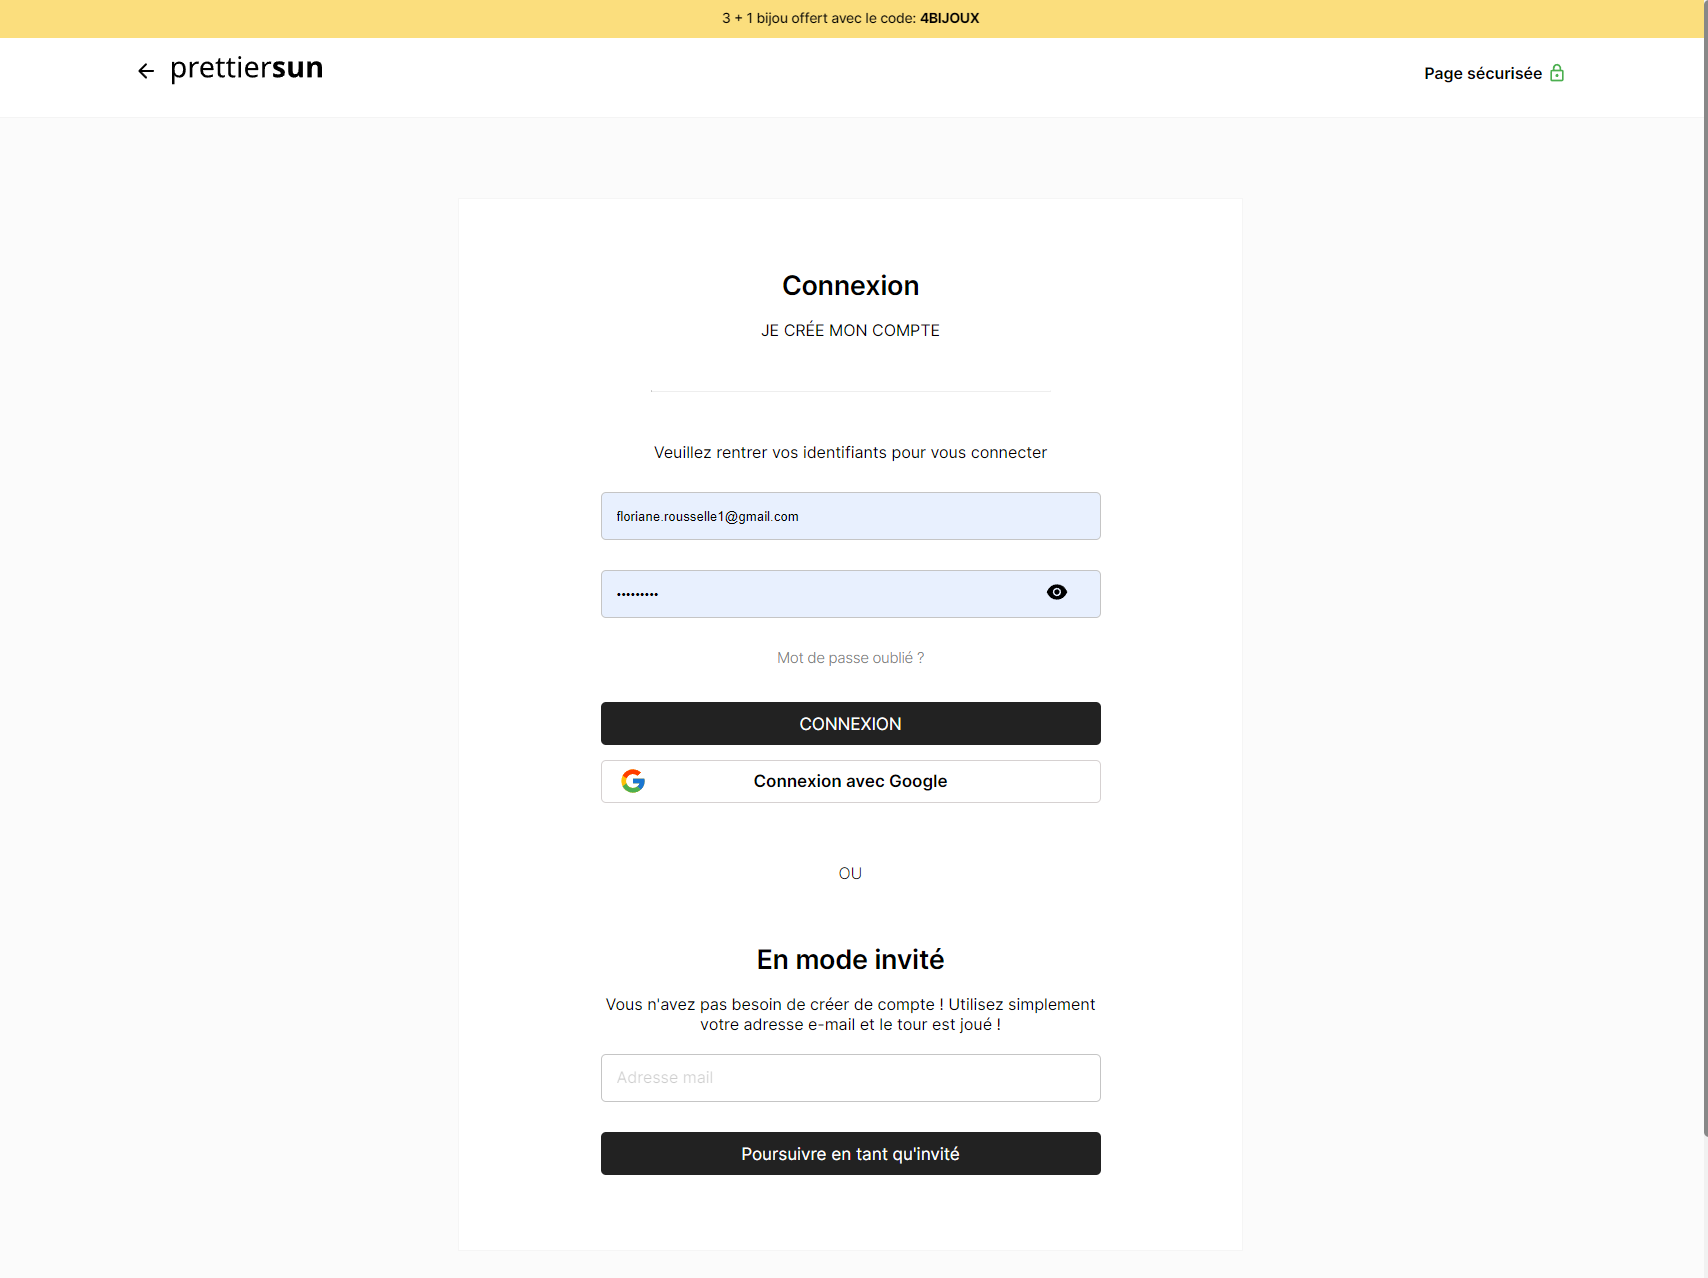 3 + 1 bijou offert avec le code: 4BIJOUX
prettiersun
Page sécurisée
Connexion
JE CRÉE MON COMPTE
Veuillez rentrer vos identifiants pour vous connecter
floriane.rousselle1@gmail.com
•••••••••
Mot de passe oublié ?
CONNEXION
Connexion avec Google
OU
En mode invité
Vous n'avez pas besoin de créer de compte ! Utilisez simplement
votre adresse e-mail et le tour est joué !
Adresse mail
Poursuivre en tant qu'invité